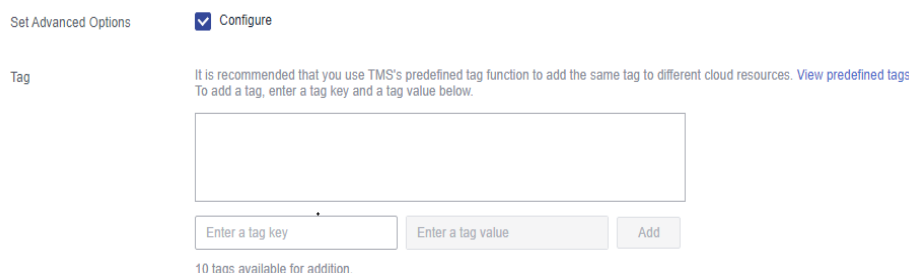 Set Advanced Options
Configure
Tag
It is recommended that you use TMS's predefined tag function to add the same tag to different cloud resources. View predefined tags
To add a tag, enter a tag key and a tag value below.
Enter a tag key
Enter a tag value
Add
10 tags available for addition.